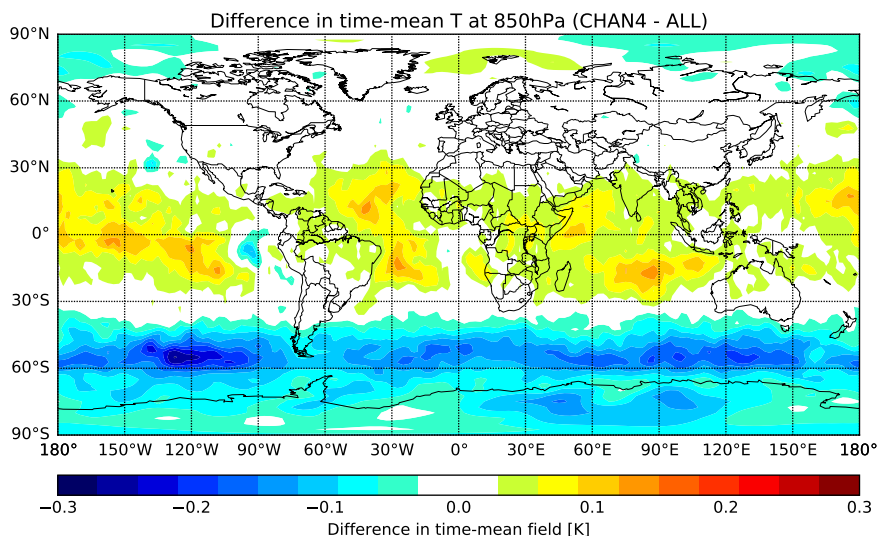 Difference in time-mean T at 850hPa (CHAN4 - ALL)
90°N
60°N
30°N
0°
30°S
60°S
90°S
180° 150°W 120°W 90°W 60°W 30°W 0° 30°E 60°E 90°E 120°E 150°E 180°
−0.3 −0.2 −0.1 0.0 0.1 0.2 0.3
Difference in time-mean field [K]